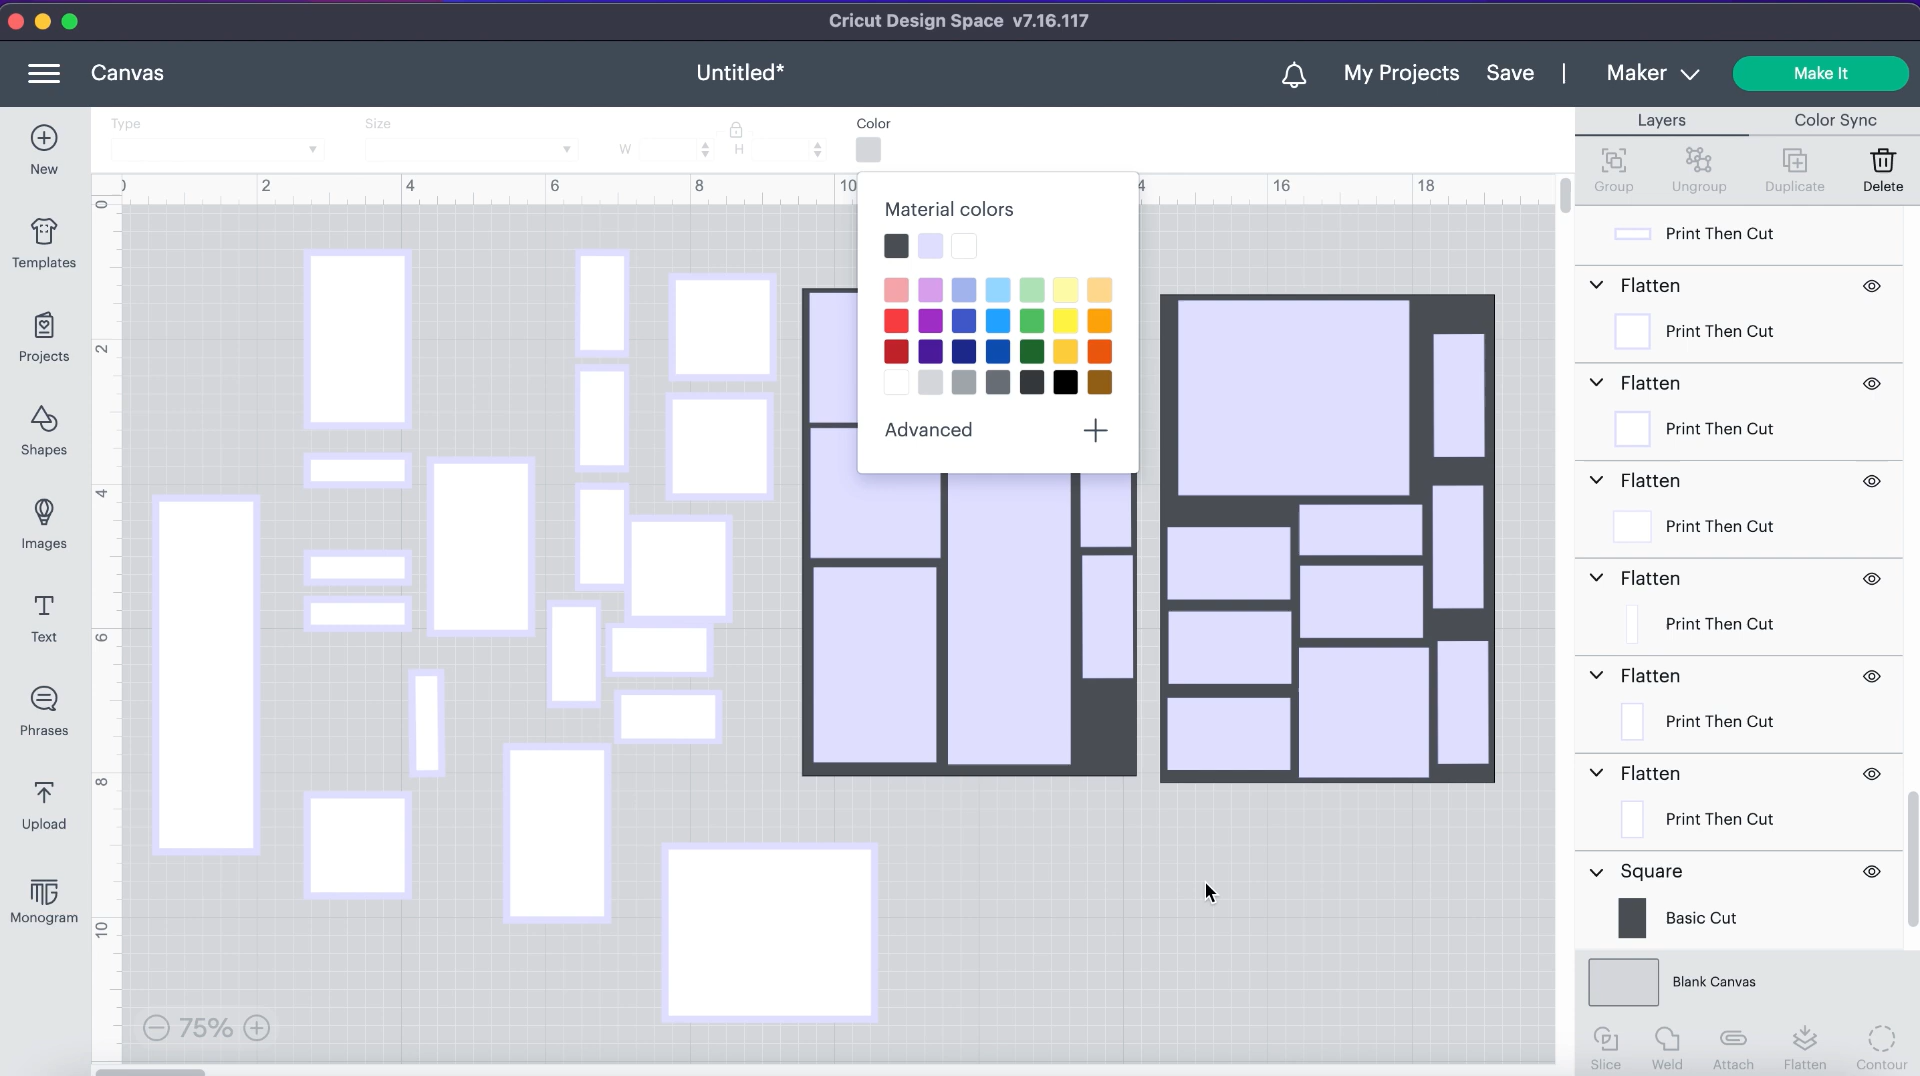 Cricut Design Space v7.16.117
Canvas
Untitled*
My Projects
Save
|
Maker
Make It
New
Templates
Projects
Shapes
Images
Text
Phrases
Upload
Monogram
Type
Size
W
H
Color
0
2
4
6
8
10
4
16
18
0
2
4
6
8
10
Material colors
Advanced
75%
Layers
Color Sync
Group
Ungroup
Duplicate
Delete
Print Then Cut
Flatten
Print Then Cut
Flatten
Print Then Cut
Flatten
Print Then Cut
Flatten
Print Then Cut
Flatten
Print Then Cut
Flatten
Print Then Cut
Square
Basic Cut
Blank Canvas
Slice
Weld
Attach
Flatten
Contour